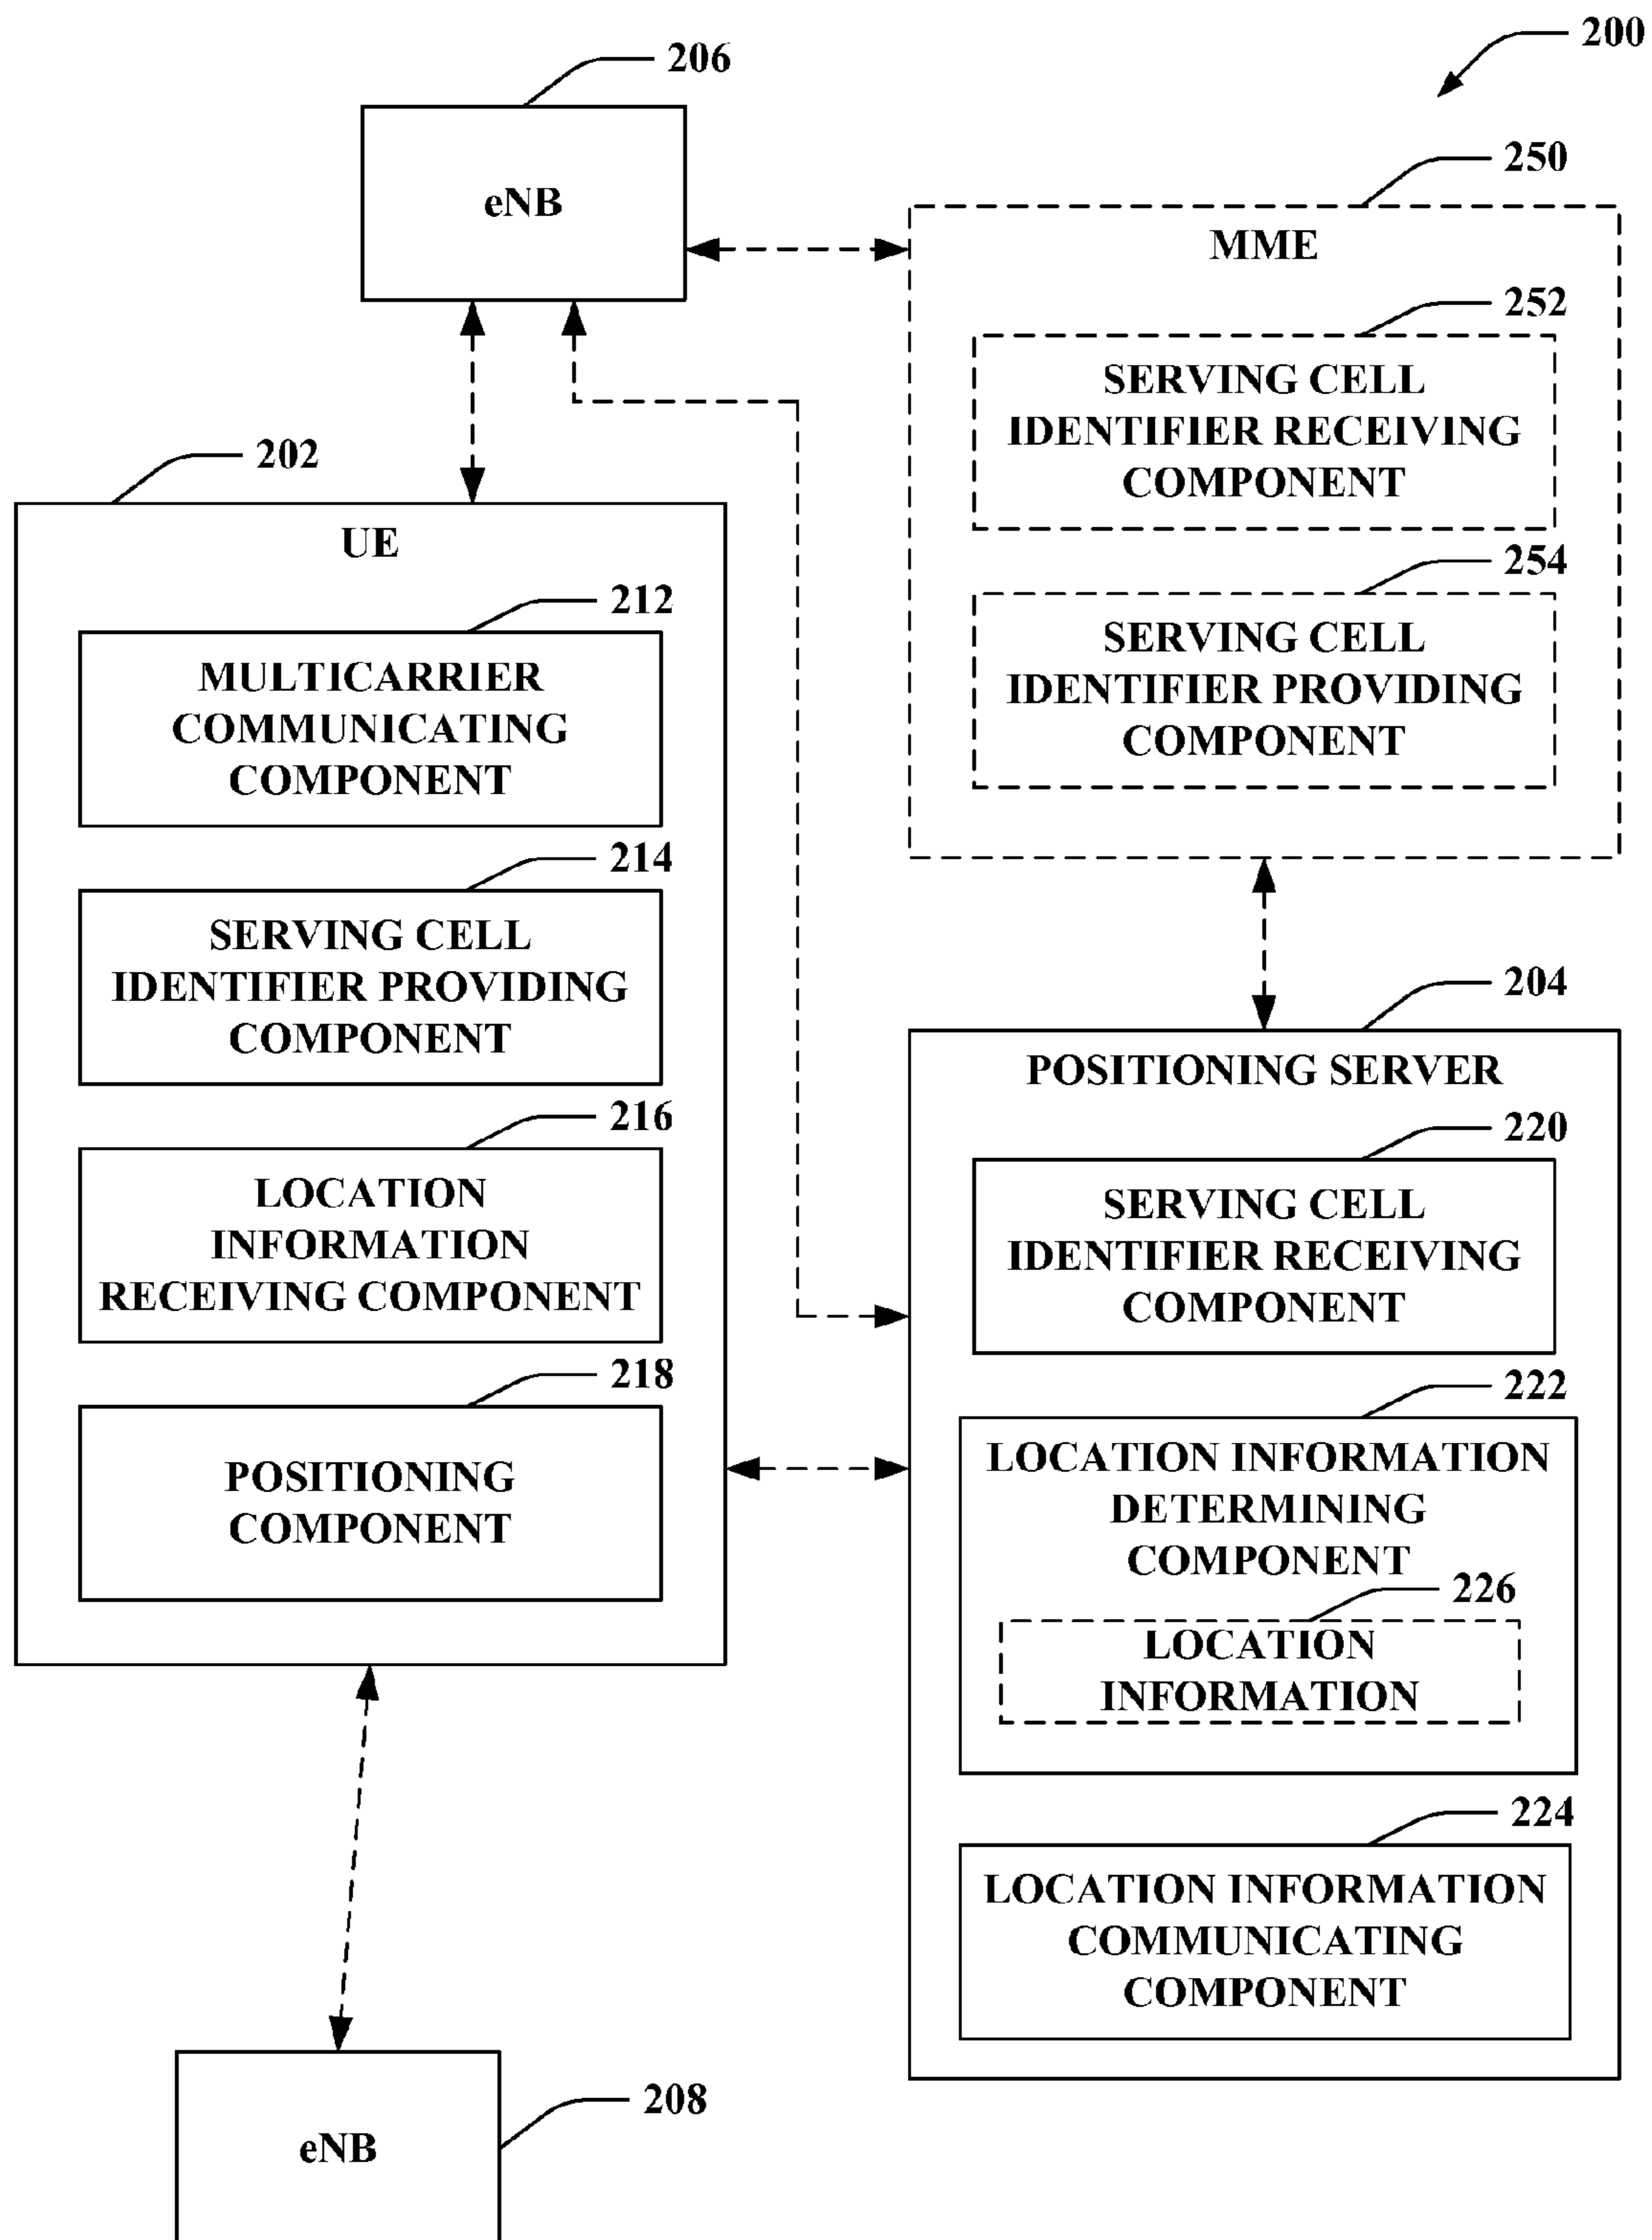 200
206
eNB
250
MME
252
SERVING CELL
IDENTIFIER RECEIVING
COMPONENT
254
SERVING CELL
IDENTIFIER PROVIDING
COMPONENT
202
UE
212
MULTICARRIER
COMMUNICATING
COMPONENT
214
SERVING CELL
IDENTIFIER PROVIDING
COMPONENT
216
LOCATION
INFORMATION
RECEIVING COMPONENT
218
POSITIONING
COMPONENT
204
POSITIONING SERVER
220
SERVING CELL
IDENTIFIER RECEIVING
COMPONENT
222
LOCATION INFORMATION
DETERMINING
COMPONENT
226
LOCATION
INFORMATION
224
LOCATION INFORMATION
COMMUNICATING
COMPONENT
208
eNB